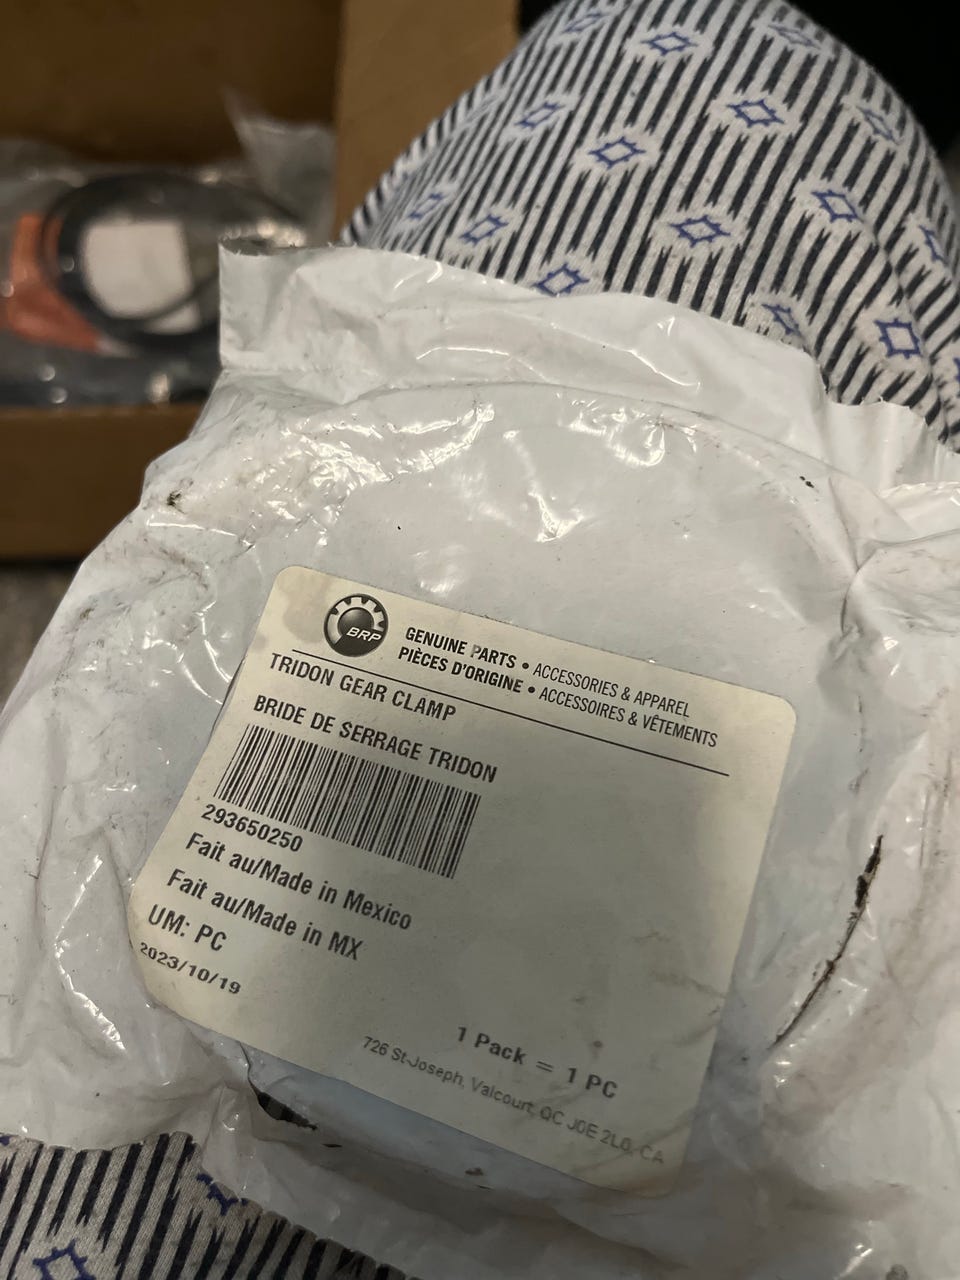 BRP
GENUINE PARTS • ACCESSORIES & APPAREL
PIÈCES D'ORIGINE • ACCESSOIRES & VÊTEMENTS
TRIDON GEAR CLAMP
BRIDE DE SERRAGE TRIDON
293650250
Fait au/Made in Mexico
Fait au/Made in MX
UM: PC
2023/10/19
1 Pack = 1 PC
726 St-Joseph, Valcourt, QC J0E 2L0, CA